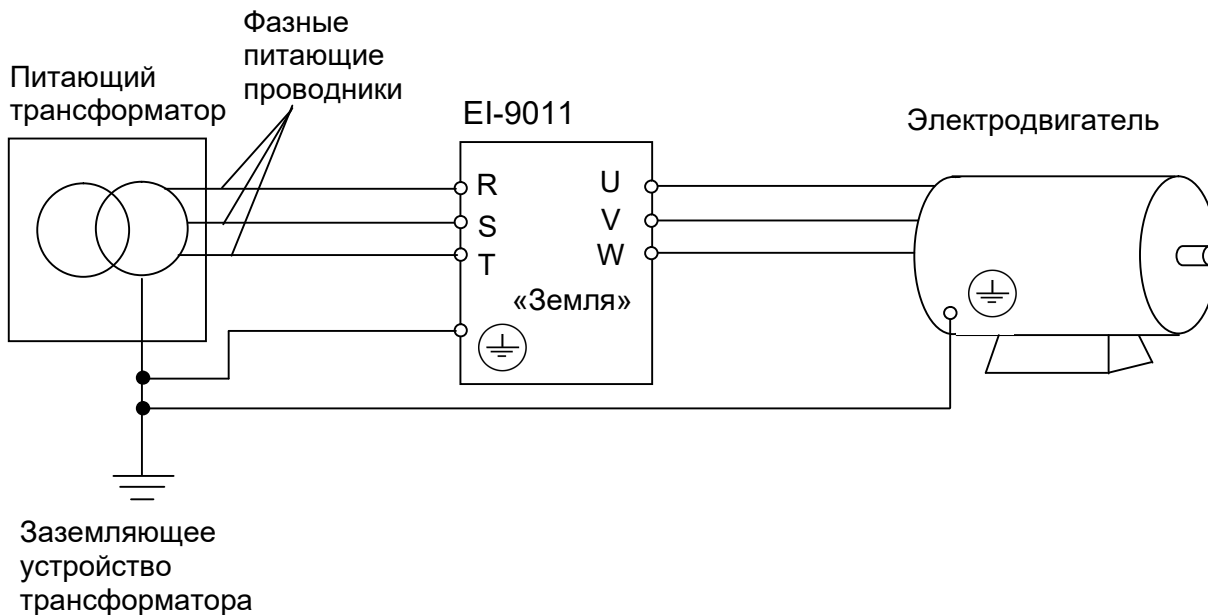 Фазные
питающие
проводники
Питающий
трансформатор
EI-9011
Электродвигатель
R
S
T
U
V
W
«Земля»
Заземляющее
устройство
трансформатора